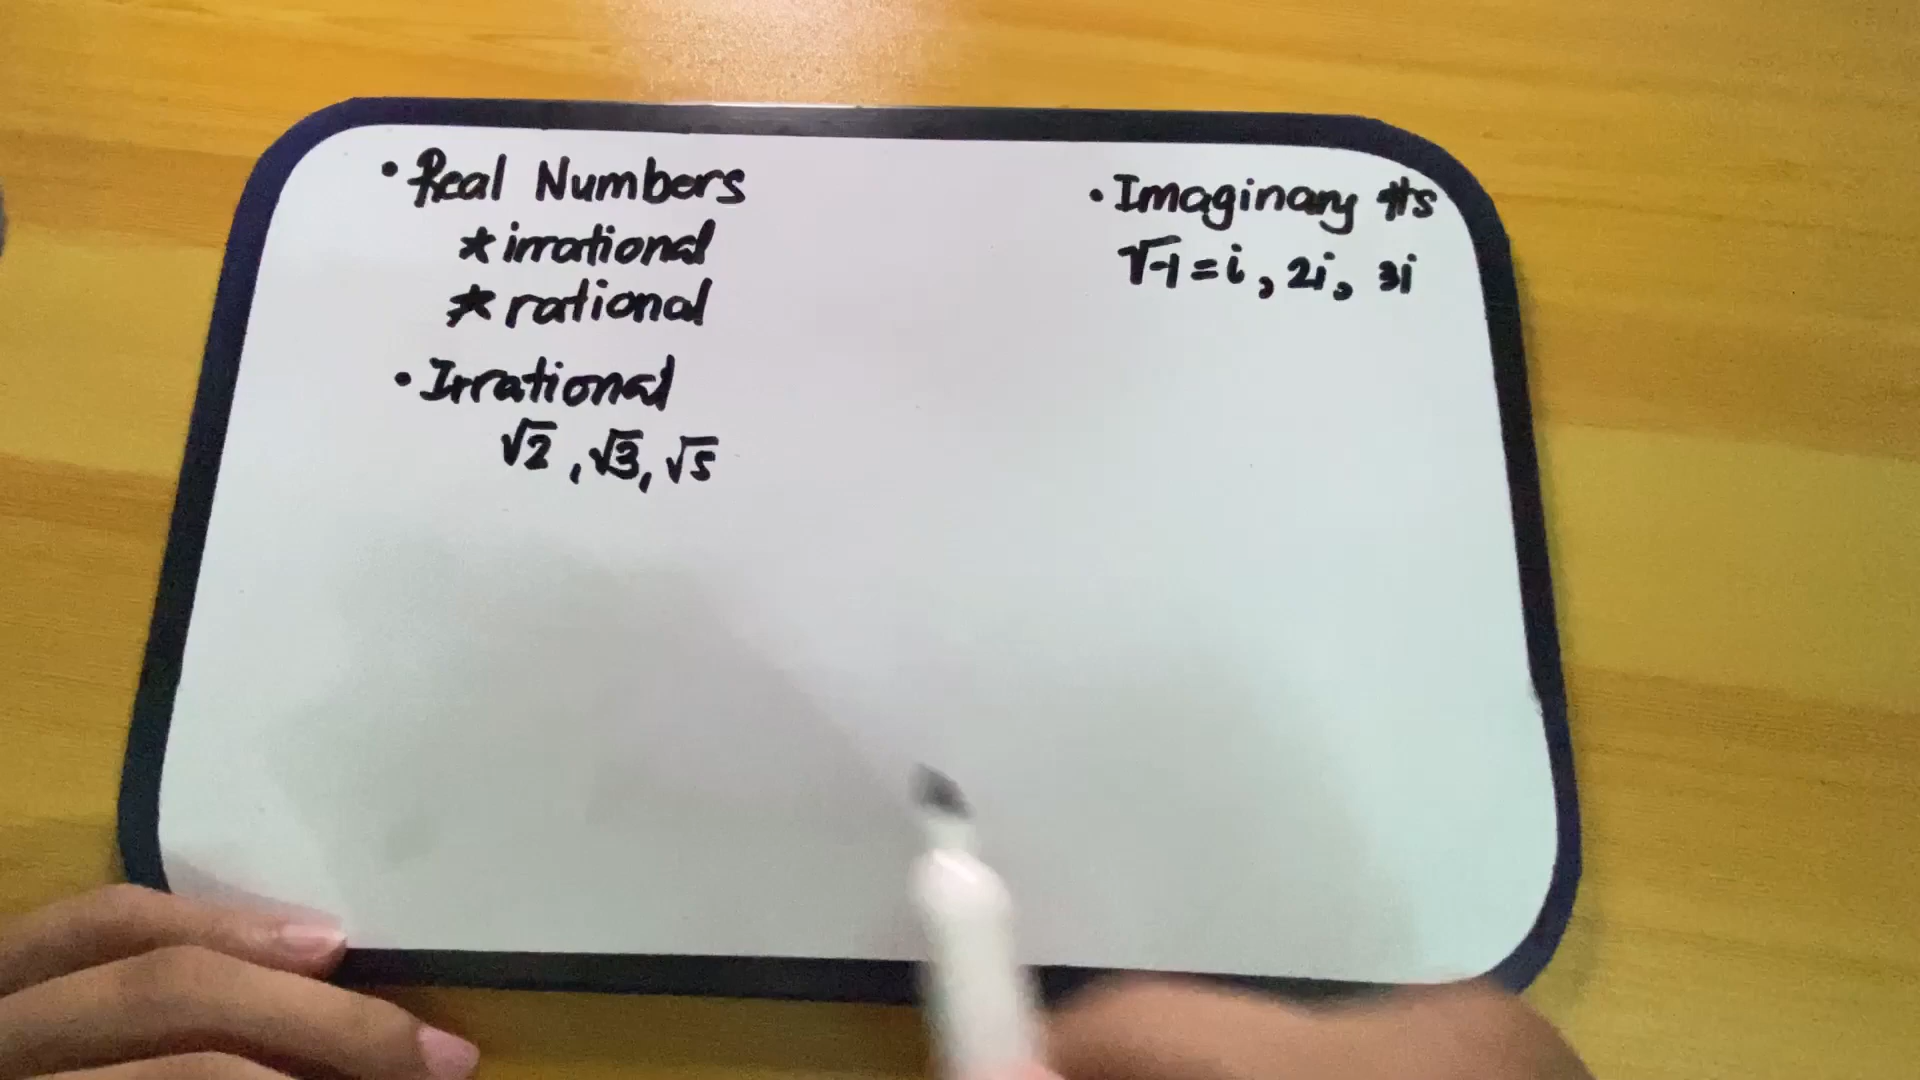 • Real Numbers
* irrational
* rational
• Irrational
√2, √3, √5
• Imaginary #s
√-1 = i, 2i, 3i